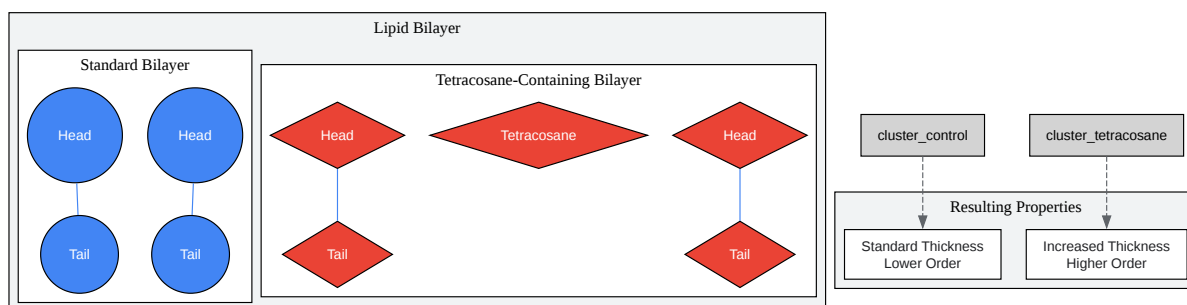 Lipid Bilayer
Standard Bilayer
Head
Head
Tail
Tail
Tetracosane-Containing Bilayer
Head
Tetracosane
Head
Tail
Tail
cluster_control
cluster_tetracosane
Resulting Properties
Standard Thickness
Lower Order
Increased Thickness
Higher Order